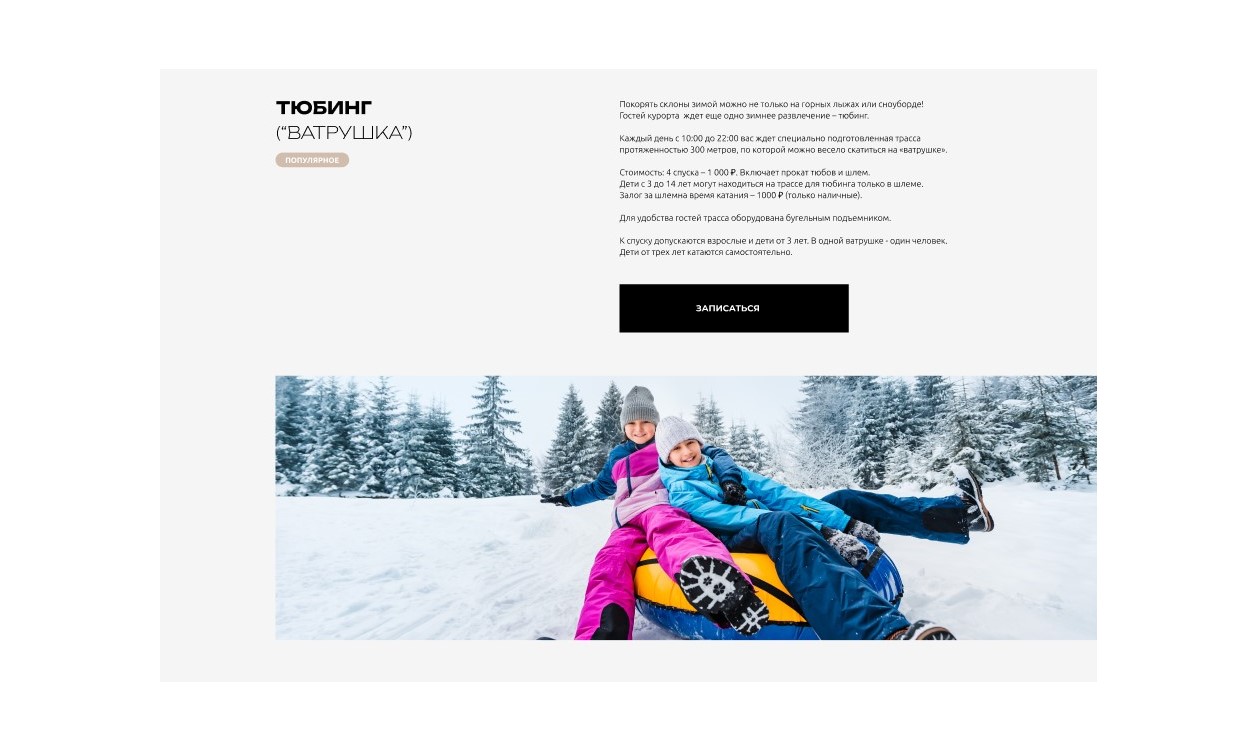 ТЮБИНГ
(“ВАТРУШКА”)
ПОПУЛЯРНОЕ
Покорять склоны зимой можно не только на горных лыжах или сноуборде!
Гостей курорта ждет еще одно зимнее развлечение – тюбинг.
Каждый день с 10:00 до 22:00 вас ждет специально подготовленная трасса
протяженностью 300 метров, по которой можно весело скатиться на «ватрушке».
Стоимость: 4 спуска – 1 000 ₽. Включает прокат тюбов и шлем.
Дети с 3 до 14 лет могут находиться на трассе для тюбинга только в шлеме.
Залог за шлемна время катания – 1000 ₽ (только наличные).
Для удобства гостей трасса оборудована бугельным подъемником.
К спуску допускаются взрослые и дети от 3 лет. В одной ватрушке - один человек.
Дети от трех лет катаются самостоятельно.
ЗАПИСАТЬСЯ